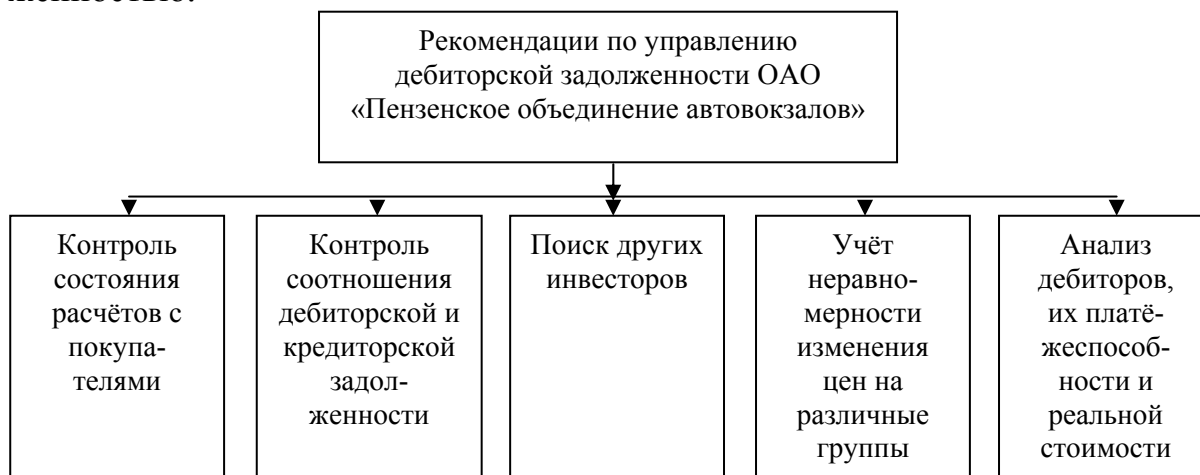 женностью.
Рекомендации по управлению
дебиторской задолженности ОАО
«Пензенское объединение автовокзалов»
Контроль
состояния
расчётов с
покупа-
телями
Контроль
соотношения
дебиторской и
кредиторской
задол-
женности
Поиск других
инвесторов
Учёт
неравно-
мерности
изменения
цен на
различные
группы
Анализ
дебиторов,
их платё-
жеспособ-
ности и
реальной
стоимости